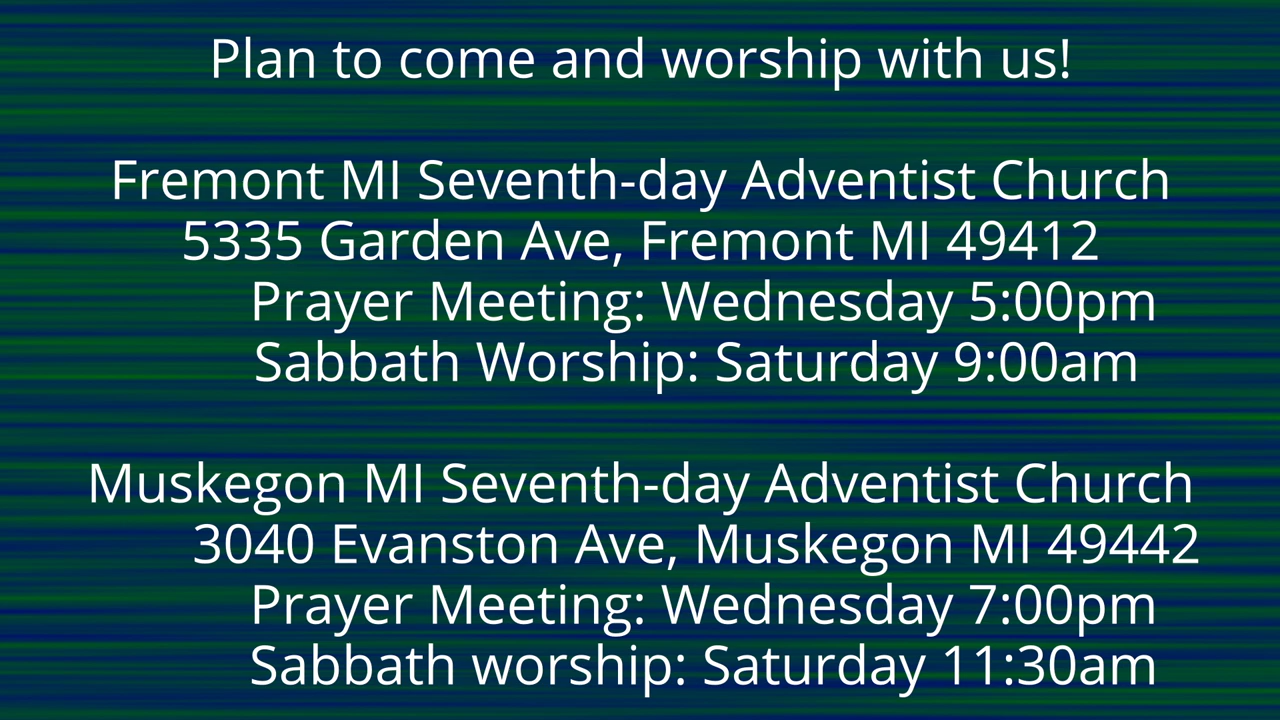 Plan to come and worship with us!
Fremont MI Seventh-day Adventist Church
5335 Garden Ave, Fremont MI 49412
Prayer Meeting: Wednesday 5:00pm
Sabbath Worship: Saturday 9:00am
Muskegon MI Seventh-day Adventist Church
3040 Evanston Ave, Muskegon MI 49442
Prayer Meeting: Wednesday 7:00pm
Sabbath worship: Saturday 11:30am